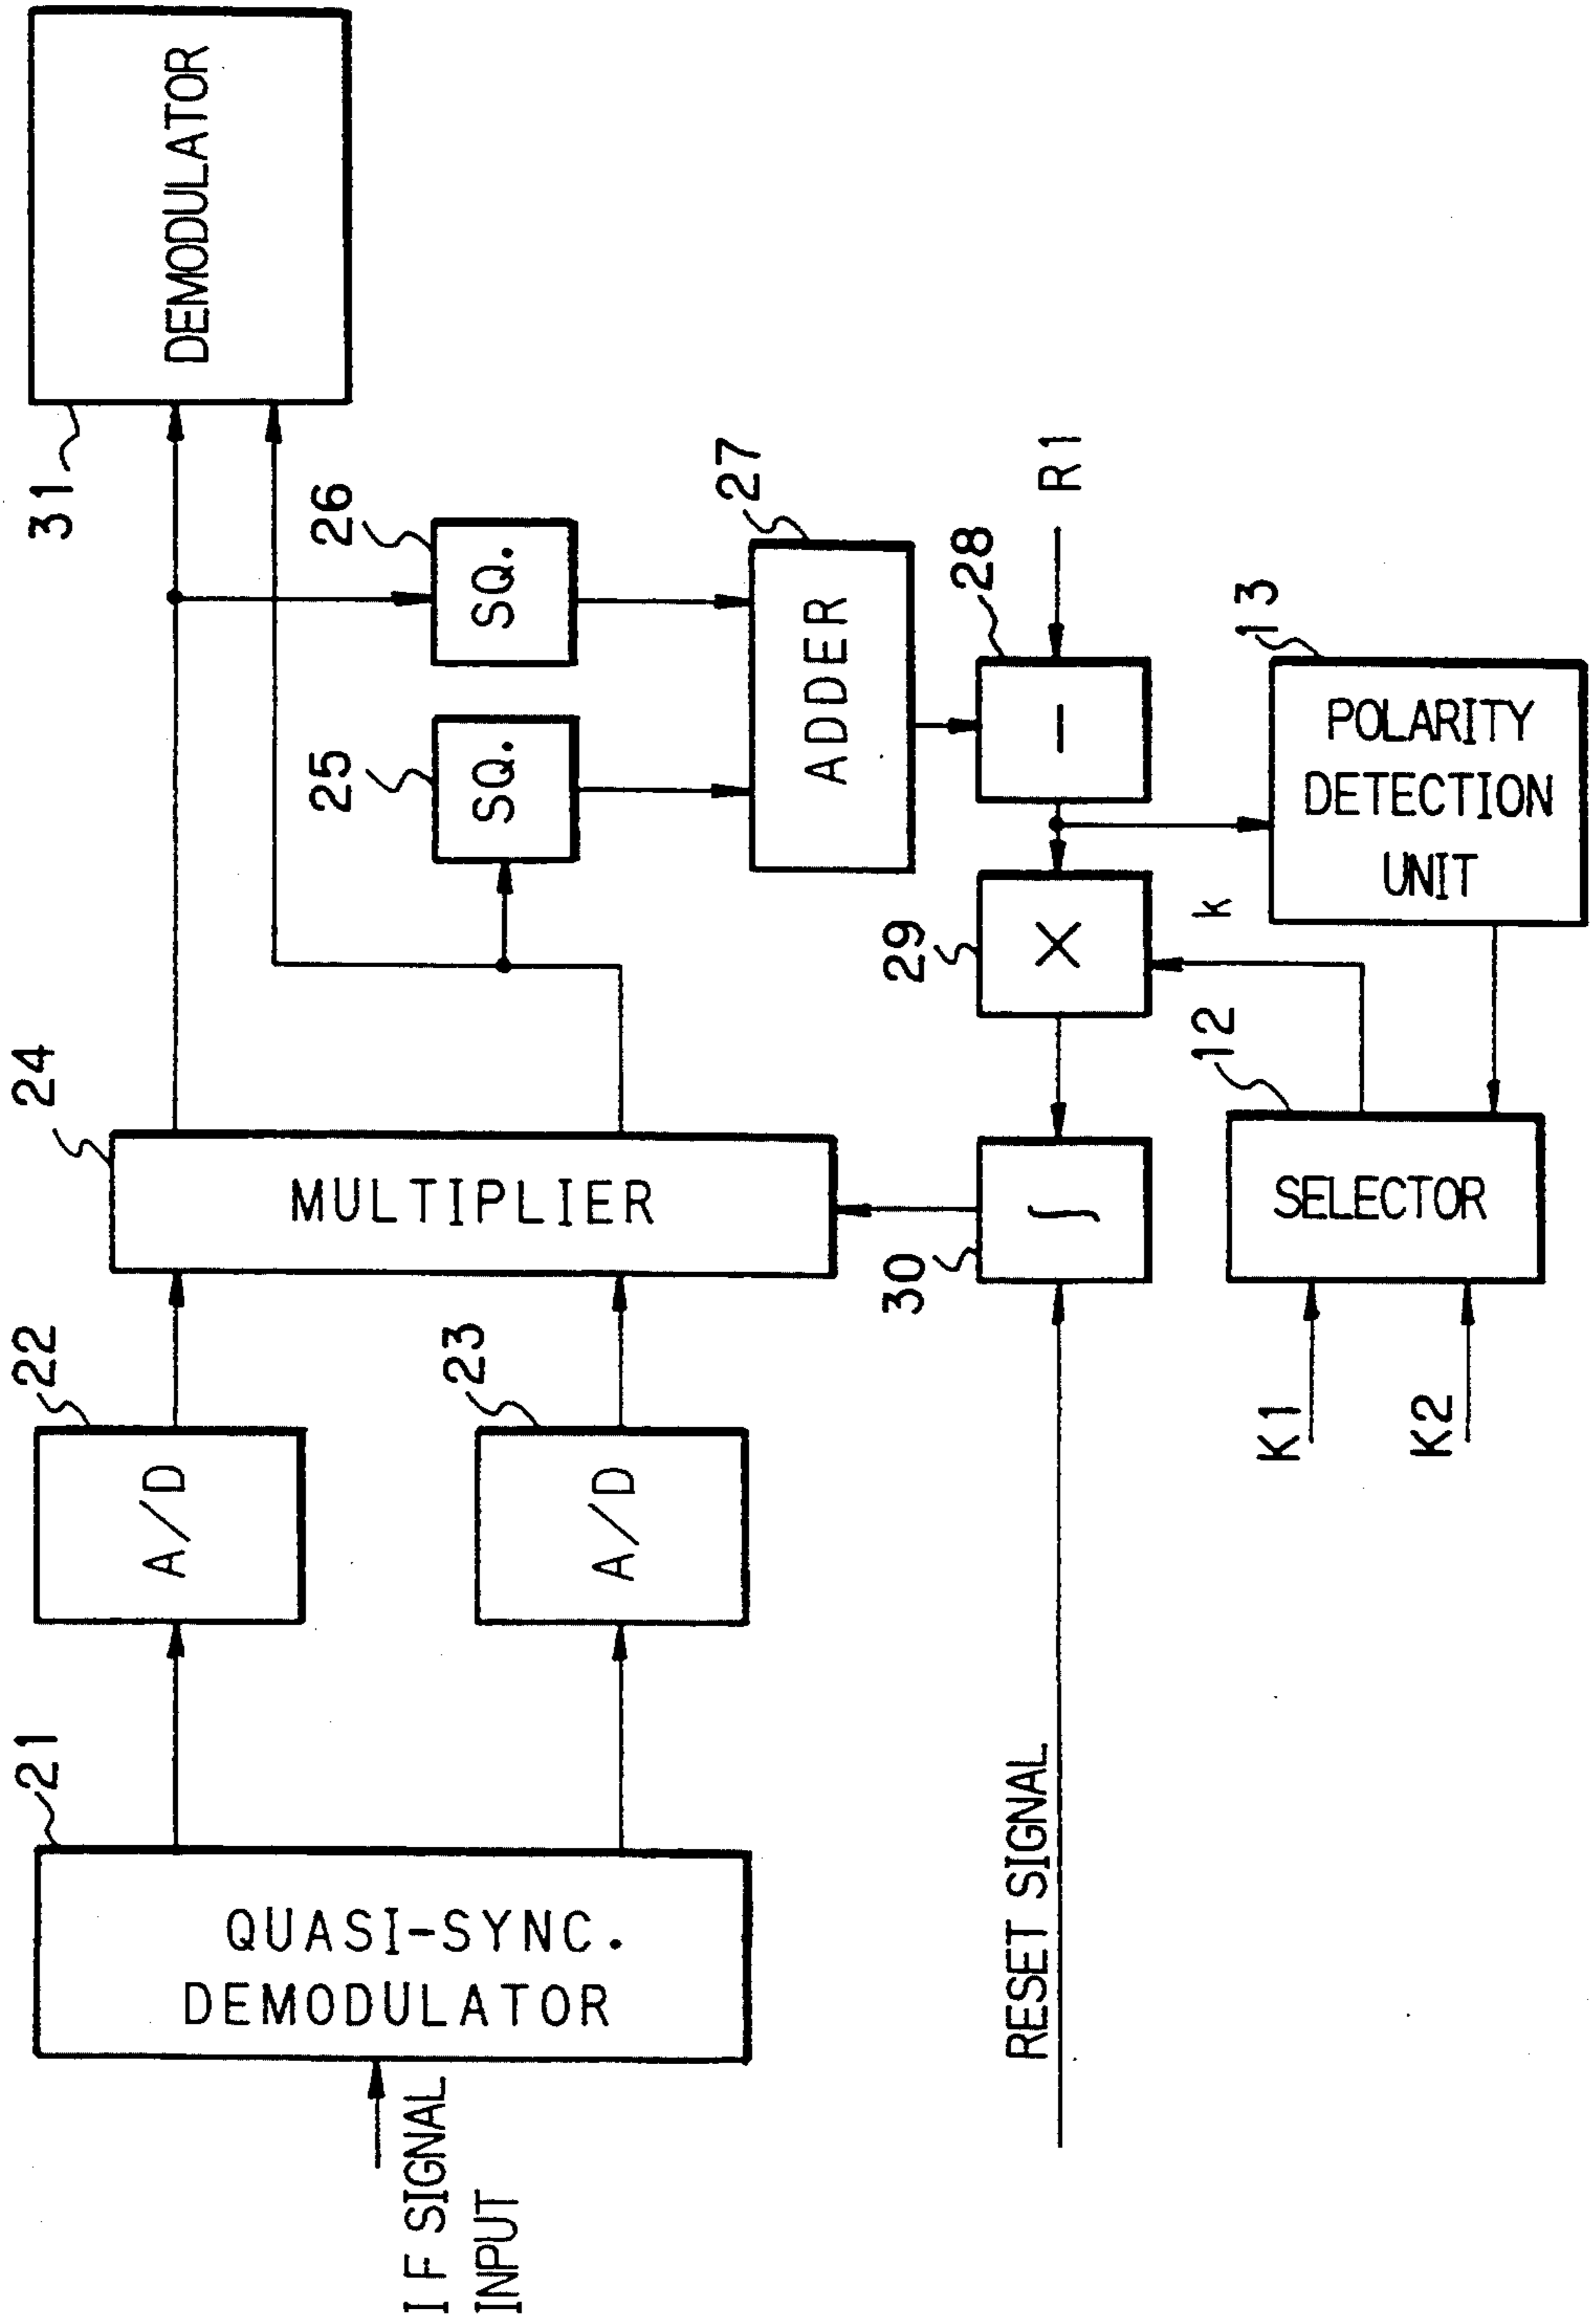 IF SIGNAL
INPUT
21
QUASI-SYNC.
DEMODULATOR
22
A/D
23
A/D
24
MULTIPLIER
31
DEMODULATOR
25
SQ.
26
SQ.
27
ADDER
28
−
R1
29
×
k
30
∫
RESET SIGNAL
12
SELECTOR
K1
K2
13
POLARITY
DETECTION
UNIT